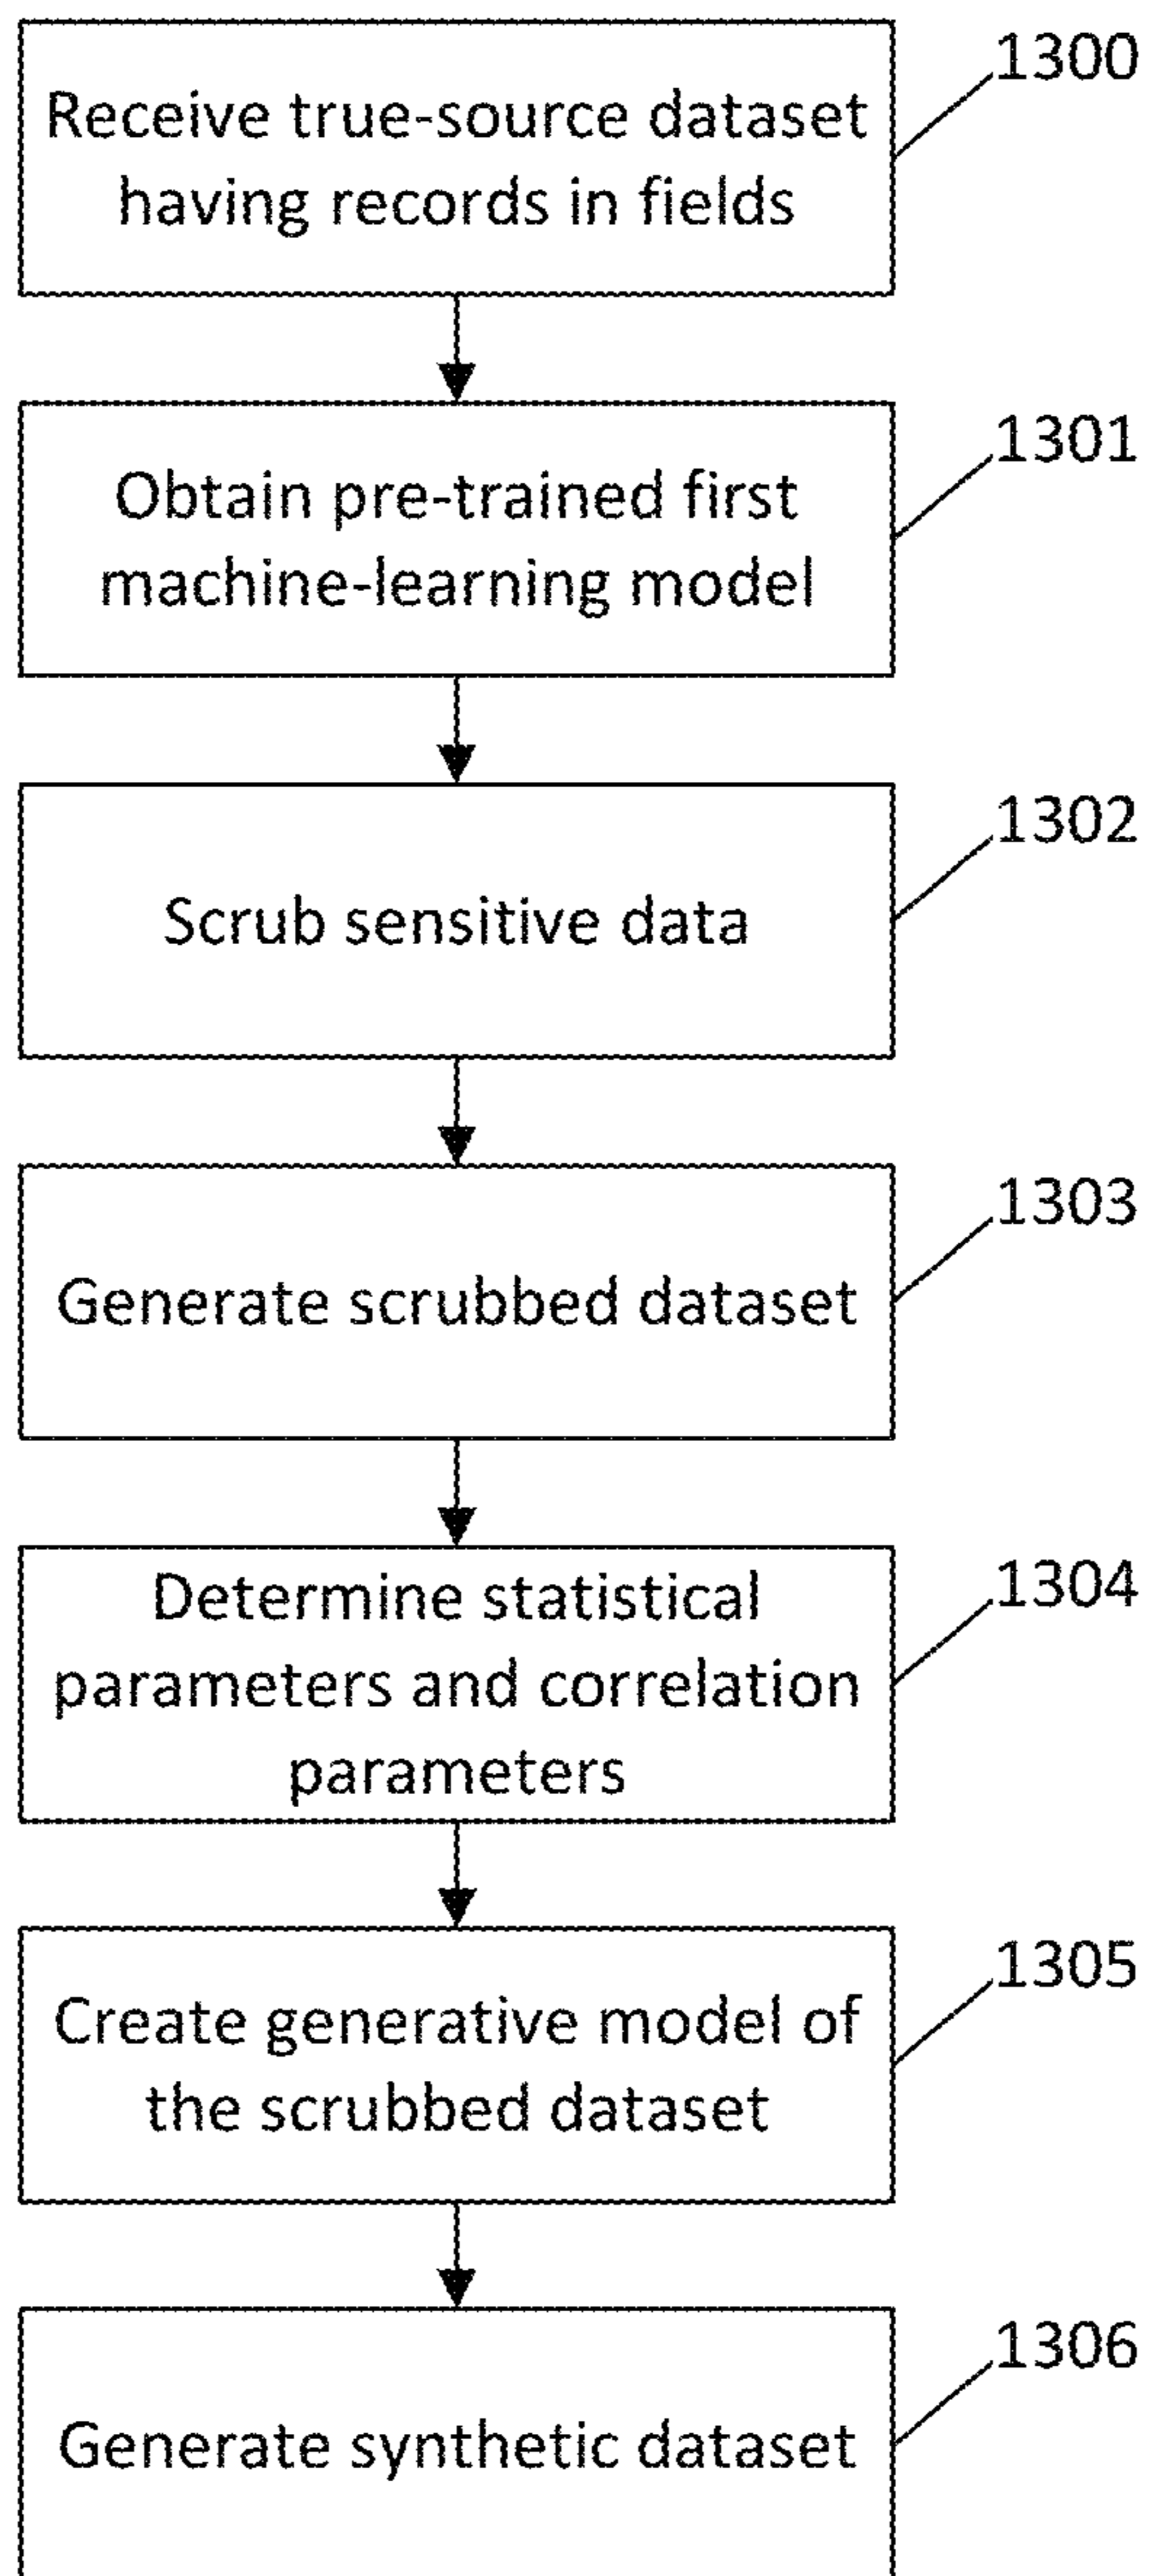 1300
Receive true-source dataset
having records in fields
1301
Obtain pre-trained first
machine-learning model
1302
Scrub sensitive data
1303
Generate scrubbed dataset
1304
Determine statistical
parameters and correlation
parameters
1305
Create generative model of
the scrubbed dataset
1306
Generate synthetic dataset